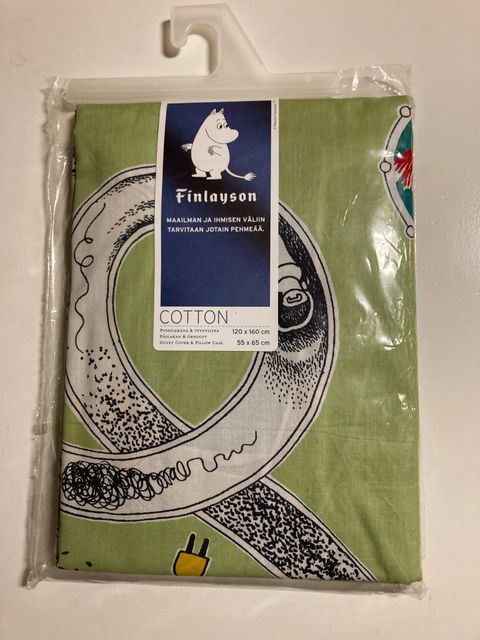 Finlayson
MAAILMAN JA IHMISEN VÄLIIN
TARVITAAN JOTAIN PEHMEÄÄ.
COTTON
PUSSILAKANA & TYYNYLIINA 120 x 160 cm
PÅSLAKAN & ÖRNGOTT 55 x 65 cm
DUVET COVER & PILLOW CASE